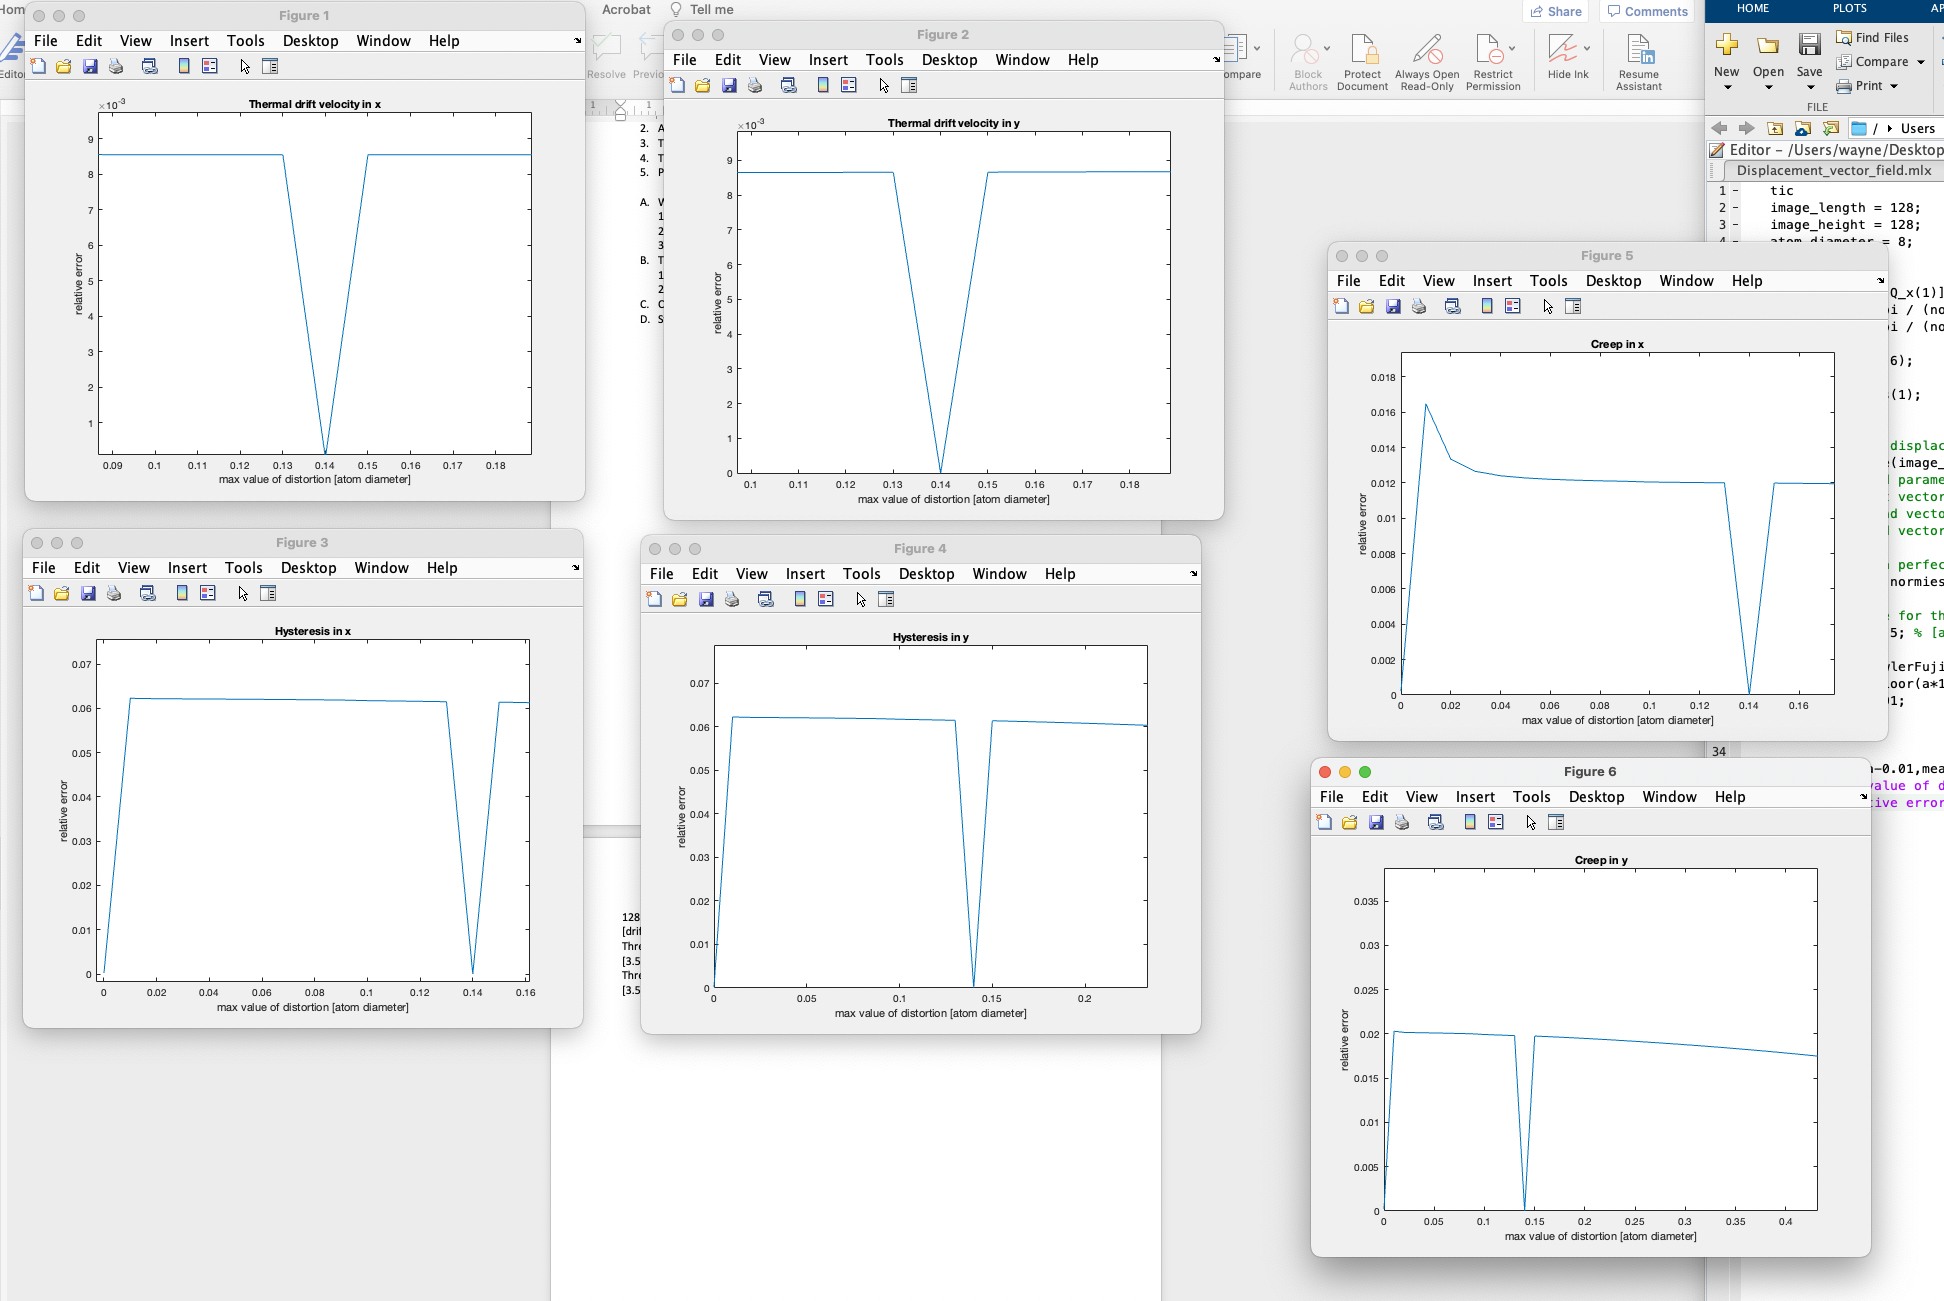 Acrobat
Tell me
Share
Comments
Resolve
Block Authors
Protect Document
Always Open Read-Only
Restrict Permission
Hide Ink
Resume Assistant
HOME
PLOTS
New
Open
Save
Find Files
Compare
Print
FILE
/ Users
Editor – /Users/wayne/Desktop
Displacement_vector_field.mlx
1 – tic
2 – image_length = 128;
3 – image_height = 128;
4 – atom_diameter = 8;
34
2. A
3. T
4. T
5. P
A. W
1
2
3
B. T
1
2
C. C
D. S
128
[drif
Thre
[3.5
Thre
[3.5
Figure 1
File Edit View Insert Tools Desktop Window Help
Thermal drift velocity in x
×10^-3
9
8
7
6
5
4
3
2
1
relative error
0.09 0.1 0.11 0.12 0.13 0.14 0.15 0.16 0.17 0.18
max value of distortion [atom diameter]
Figure 2
File Edit View Insert Tools Desktop Window Help
Thermal drift velocity in y
×10^-3
9
8
7
6
5
4
3
2
1
0
relative error
0.1 0.11 0.12 0.13 0.14 0.15 0.16 0.17 0.18
max value of distortion [atom diameter]
Figure 3
File Edit View Insert Tools Desktop Window Help
Hysteresis in x
0.07
0.06
0.05
0.04
0.03
0.02
0.01
0
relative error
0 0.02 0.04 0.06 0.08 0.1 0.12 0.14 0.16
max value of distortion [atom diameter]
Figure 4
File Edit View Insert Tools Desktop Window Help
Hysteresis in y
0.07
0.06
0.05
0.04
0.03
0.02
0.01
0
relative error
0 0.05 0.1 0.15 0.2
max value of distortion [atom diameter]
Figure 5
File Edit View Insert Tools Desktop Window Help
Creep in x
0.018
0.016
0.014
0.012
0.01
0.008
0.006
0.004
0.002
0
relative error
0 0.02 0.04 0.06 0.08 0.1 0.12 0.14 0.16
max value of distortion [atom diameter]
Figure 6
File Edit View Insert Tools Desktop Window Help
Creep in y
0.035
0.03
0.025
0.02
0.015
0.01
0.005
0
relative error
0 0.05 0.1 0.15 0.2 0.25 0.3 0.35 0.4
max value of distortion [atom diameter]
Q_x(1)]
pi / (no
pi / (no
6);
(1);
displac
(image_
parame
vector
vecto
vector
perfec
normies
e for th
5; % [a
wlerFuji
oor(a*1
01;
-0.01,mea
value of d
tive error